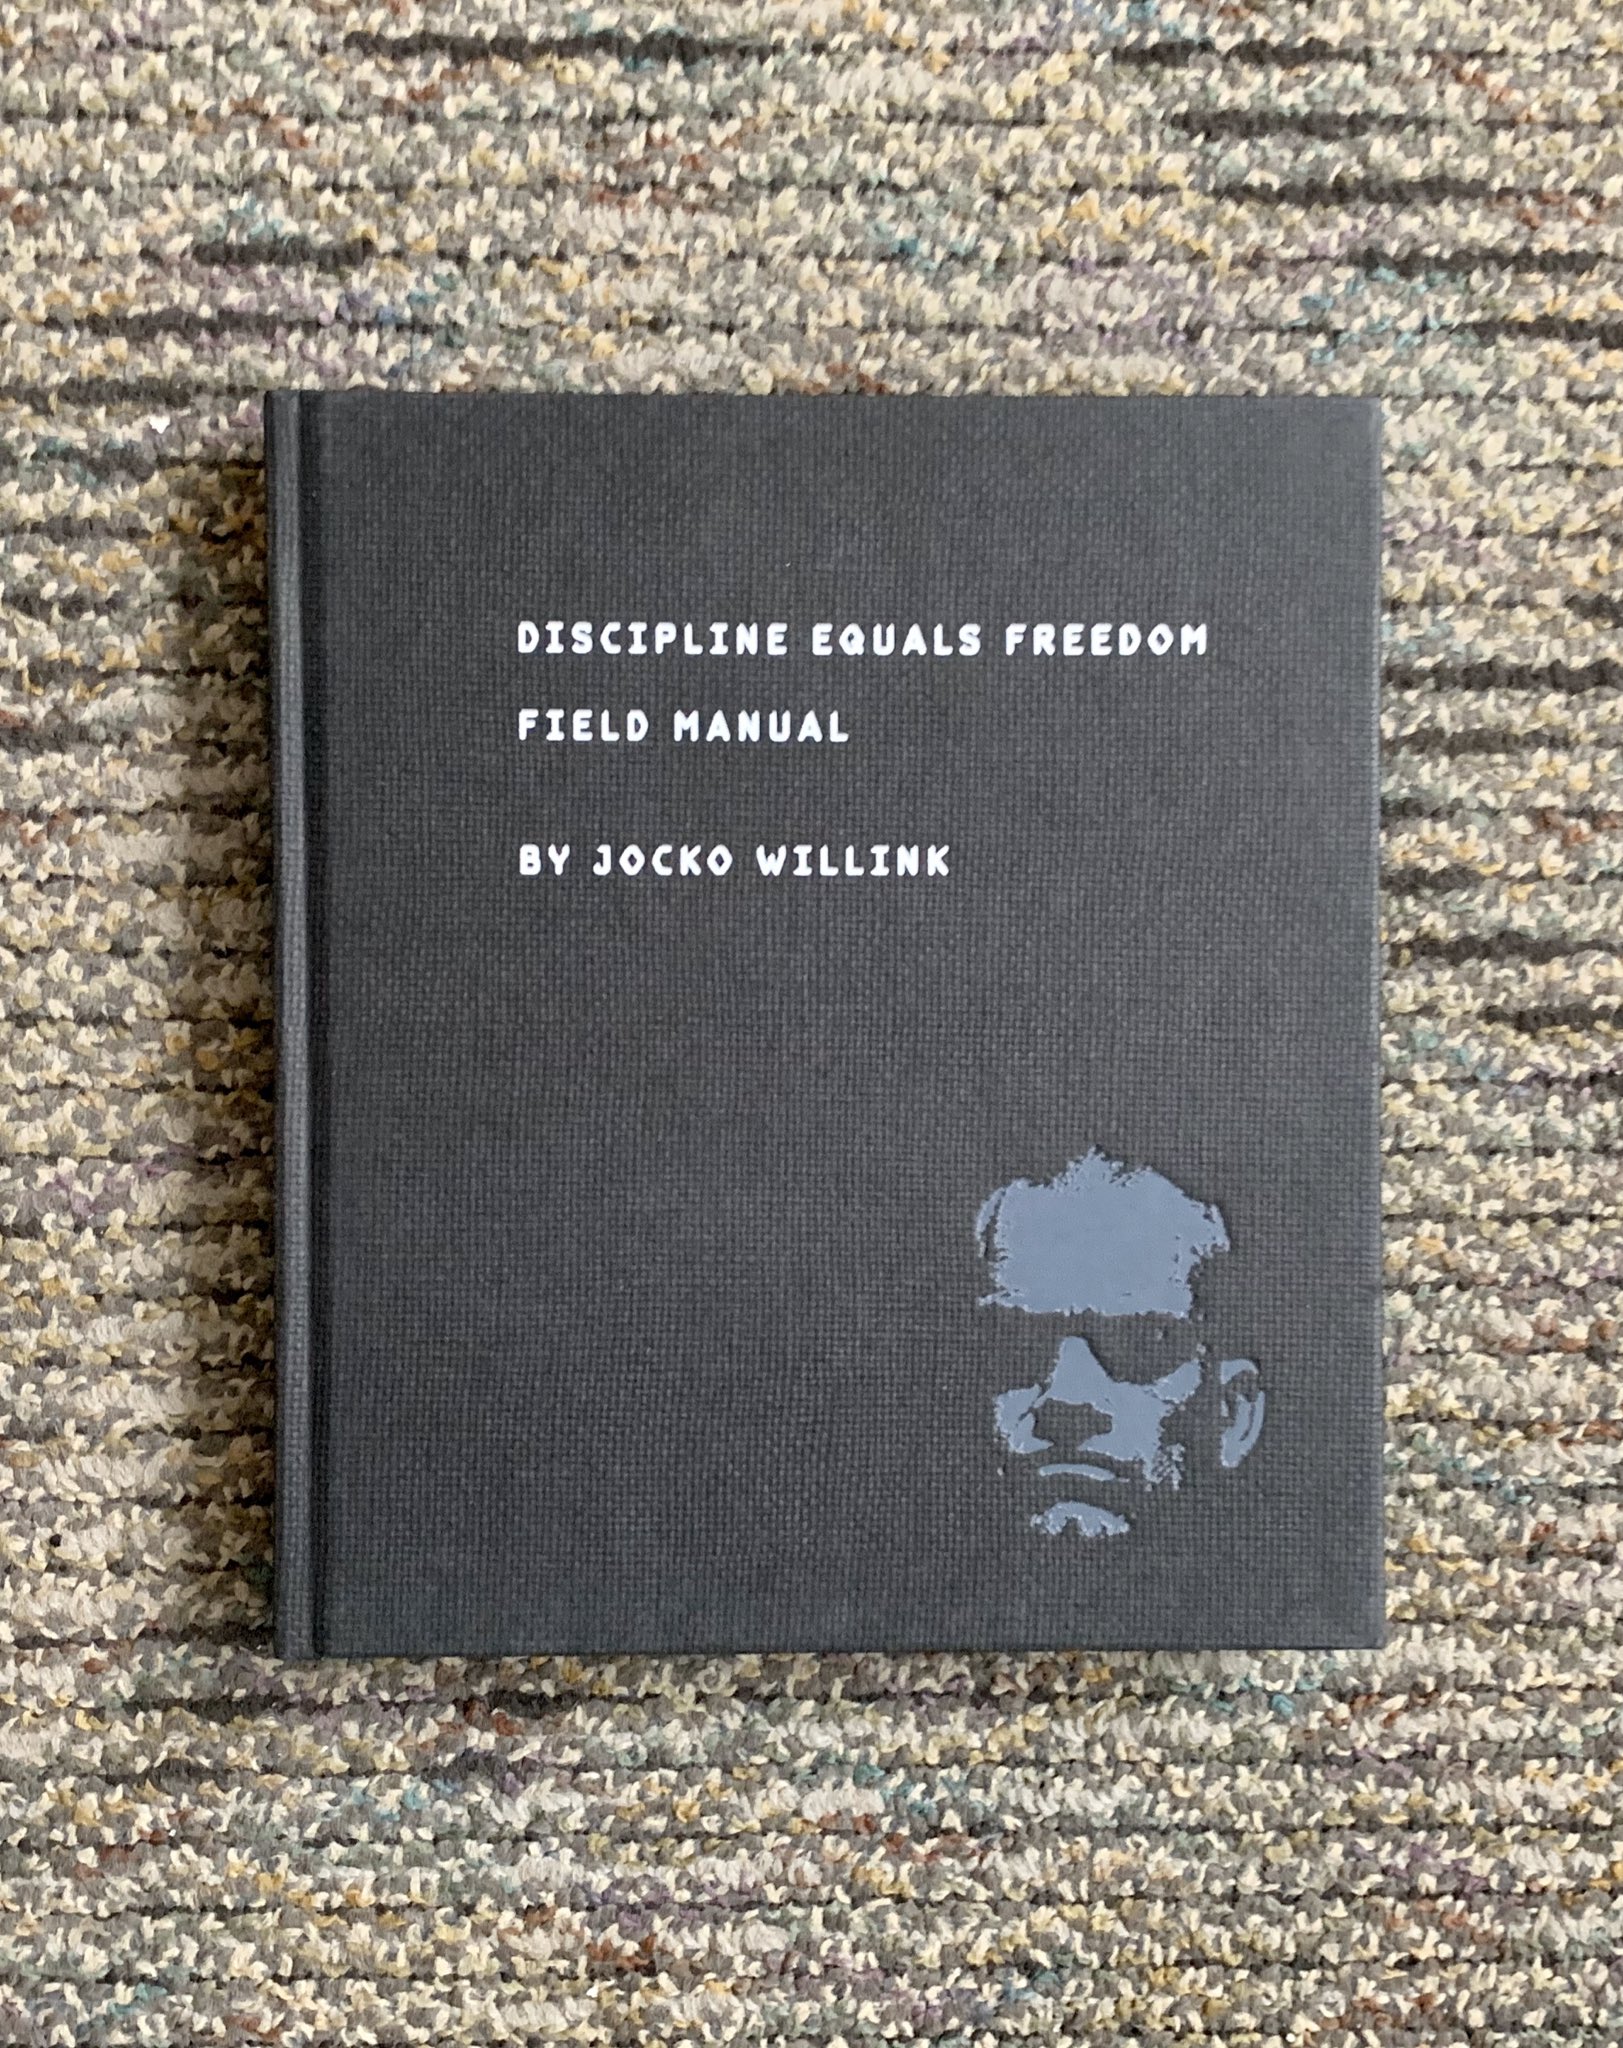 DISCIPLINE EQUALS FREEDOM
FIELD MANUAL
BY JOCKO WILLINK